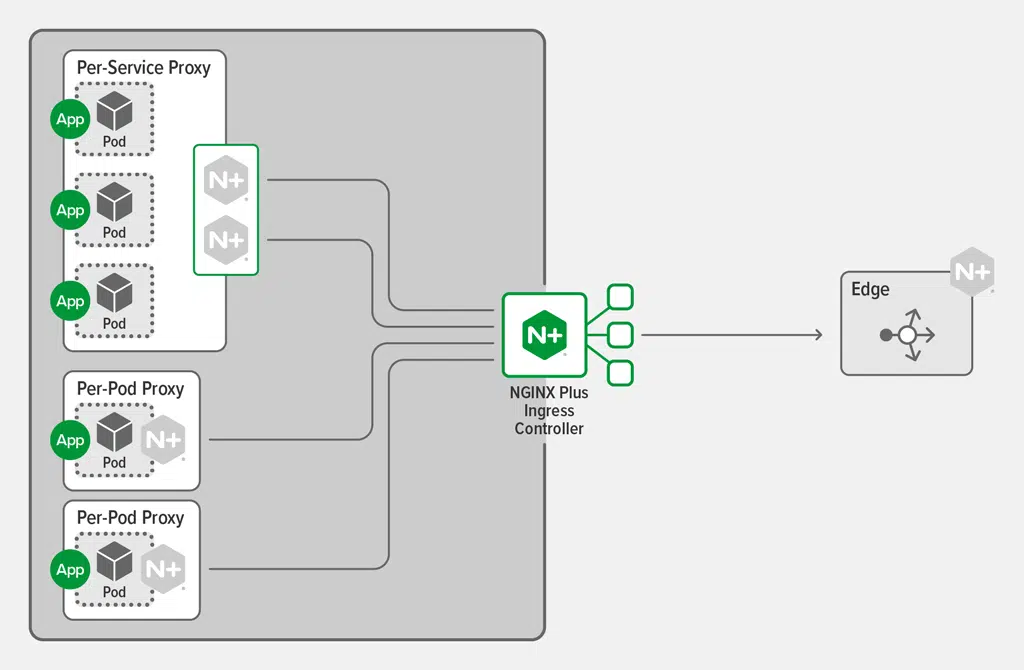 Per-Service Proxy
App
Pod
App
Pod
App
Pod
N+
N+
Per-Pod Proxy
App
Pod
N+
Per-Pod Proxy
App
Pod
N+
N+
NGINX Plus
Ingress
Controller
Edge
N+